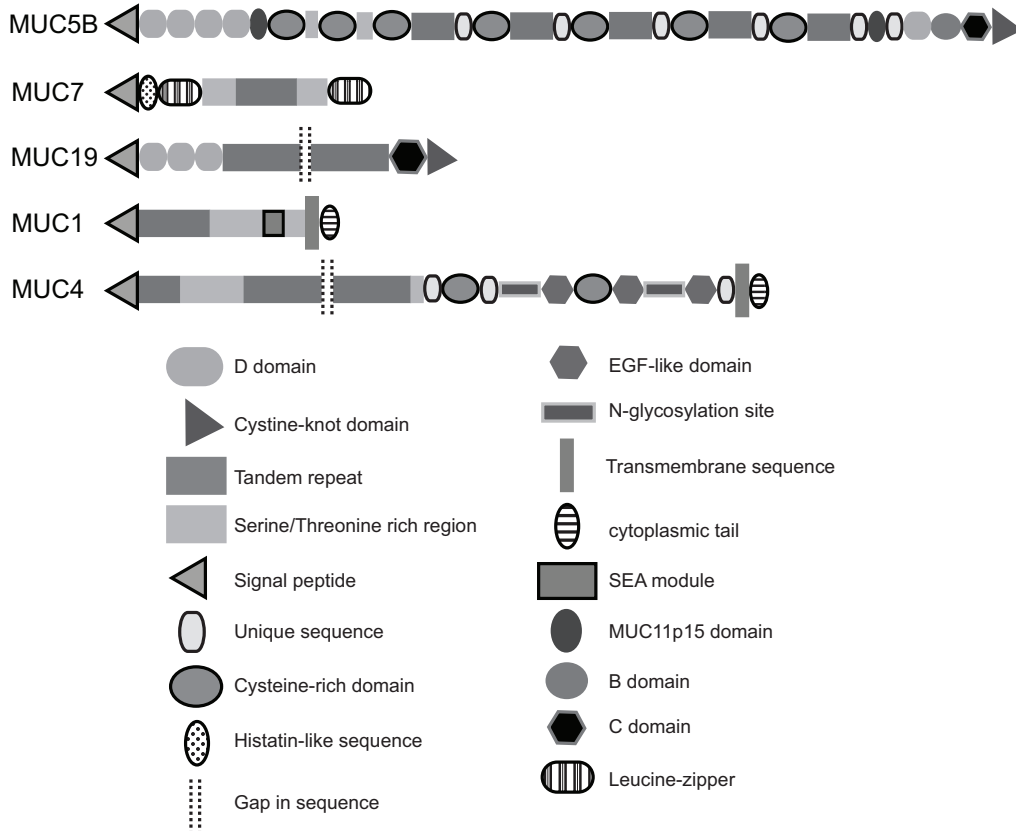 MUC5B
MUC7
MUC19
MUC1
MUC4
D domain
Cystine-knot domain
Tandem repeat
Serine/Threonine rich region
Signal peptide
Unique sequence
Cysteine-rich domain
Histatin-like sequence
Gap in sequence
EGF-like domain
N-glycosylation site
Transmembrane sequence
cytoplasmic tail
SEA module
MUC11p15 domain
B domain
C domain
Leucine-zipper